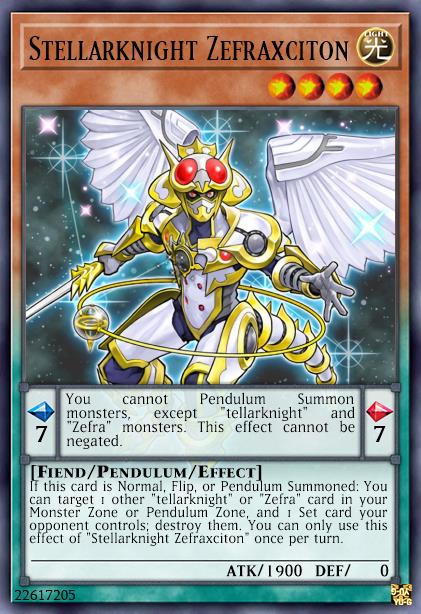 STELLARKNIGHT ZEFRAXCITON
LIGHT
光
You cannot Pendulum Summon
monsters, except "tellarknight" and
"Zefra" monsters. This effect cannot be
negated.
7
7
[FIEND/PENDULUM/EFFECT]
If this card is Normal, Flip, or Pendulum Summoned: You
can target 1 other "tellarknight" or "Zefra" card in your
Monster Zone or Pendulum Zone, and 1 Set card your
opponent controls; destroy them. You can only use this
effect of "Stellarknight Zefraxciton" once per turn.
ATK/1900 DEF/ 0
22617205